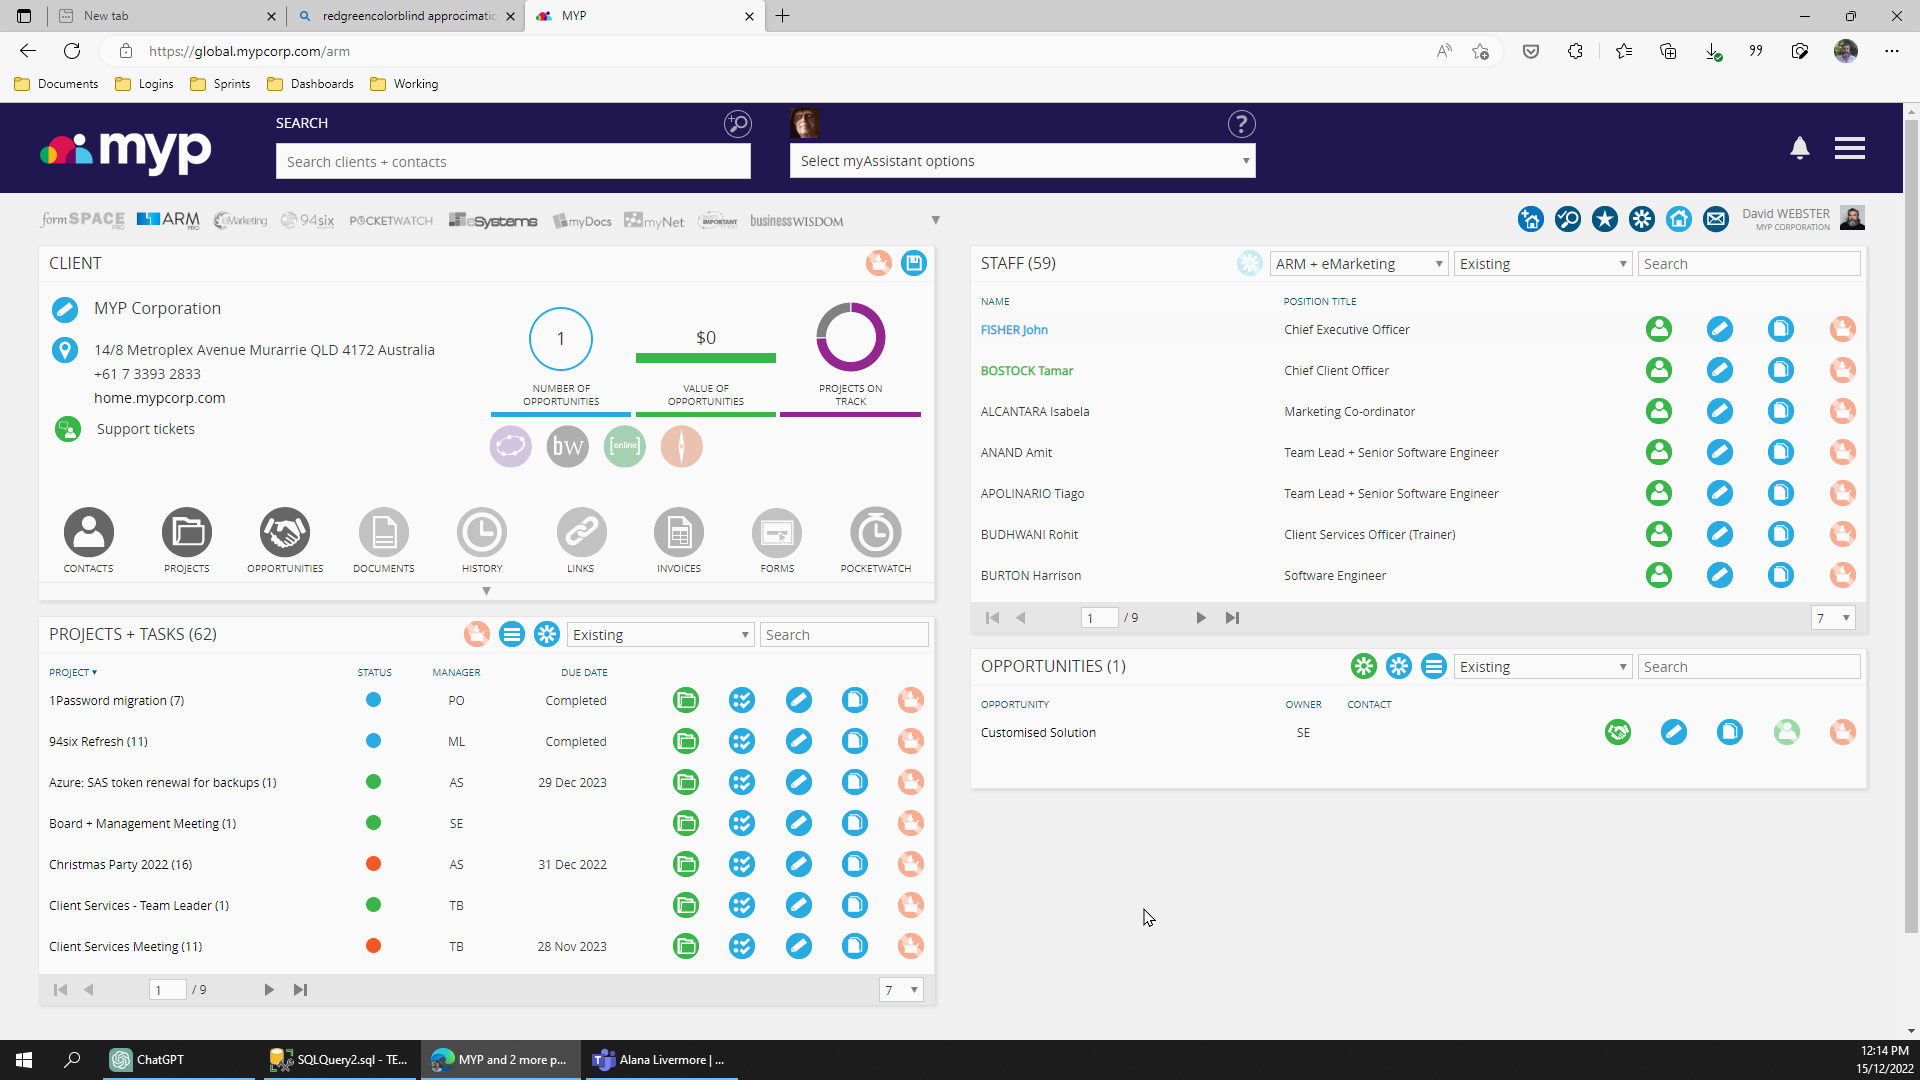 New tab
redgreencolorblind approcimatic
MYP
https://global.mypcorp.com/arm
Documents
Logins
Sprints
Dashboards
Working
myp
SEARCH
Search clients + contacts
?
Select myAssistant options
formSPACE PRO
ARM PRO
eMarketing
94six
POCKETWATCH
eSystems
myDocs
myNet
IMPORTANT
businessWISDOM
David WEBSTER
MYP CORPORATION
CLIENT
MYP Corporation
14/8 Metroplex Avenue Murarrie QLD 4172 Australia
+61 7 3393 2833
home.mypcorp.com
Support tickets
1
NUMBER OF
OPPORTUNITIES
$0
VALUE OF
OPPORTUNITIES
PROJECTS ON
TRACK
bw
[online]
CONTACTS
PROJECTS
OPPORTUNITIES
DOCUMENTS
HISTORY
LINKS
INVOICES
FORMS
POCKETWATCH
PROJECTS + TASKS (62)
Existing
Search
PROJECT STATUS MANAGER DUE DATE
1Password migration (7) PO Completed
94six Refresh (11) ML Completed
Azure: SAS token renewal for backups (1) AS 29 Dec 2023
Board + Management Meeting (1) SE
Christmas Party 2022 (16) AS 31 Dec 2022
Client Services - Team Leader (1) TB
Client Services Meeting (11) TB 28 Nov 2023
1 / 9
7
STAFF (59)
ARM + eMarketing
Existing
Search
NAME POSITION TITLE
FISHER John Chief Executive Officer
BOSTOCK Tamar Chief Client Officer
ALCANTARA Isabela Marketing Co-ordinator
ANAND Amit Team Lead + Senior Software Engineer
APOLINARIO Tiago Team Lead + Senior Software Engineer
BUDHWANI Rohit Client Services Officer (Trainer)
BURTON Harrison Software Engineer
1 / 9
7
OPPORTUNITIES (1)
Existing
Search
OPPORTUNITY OWNER CONTACT
Customised Solution SE
ChatGPT
SQLQuery2.sql - TE...
MYP and 2 more p...
Alana Livermore | ...
12:14 PM
15/12/2022